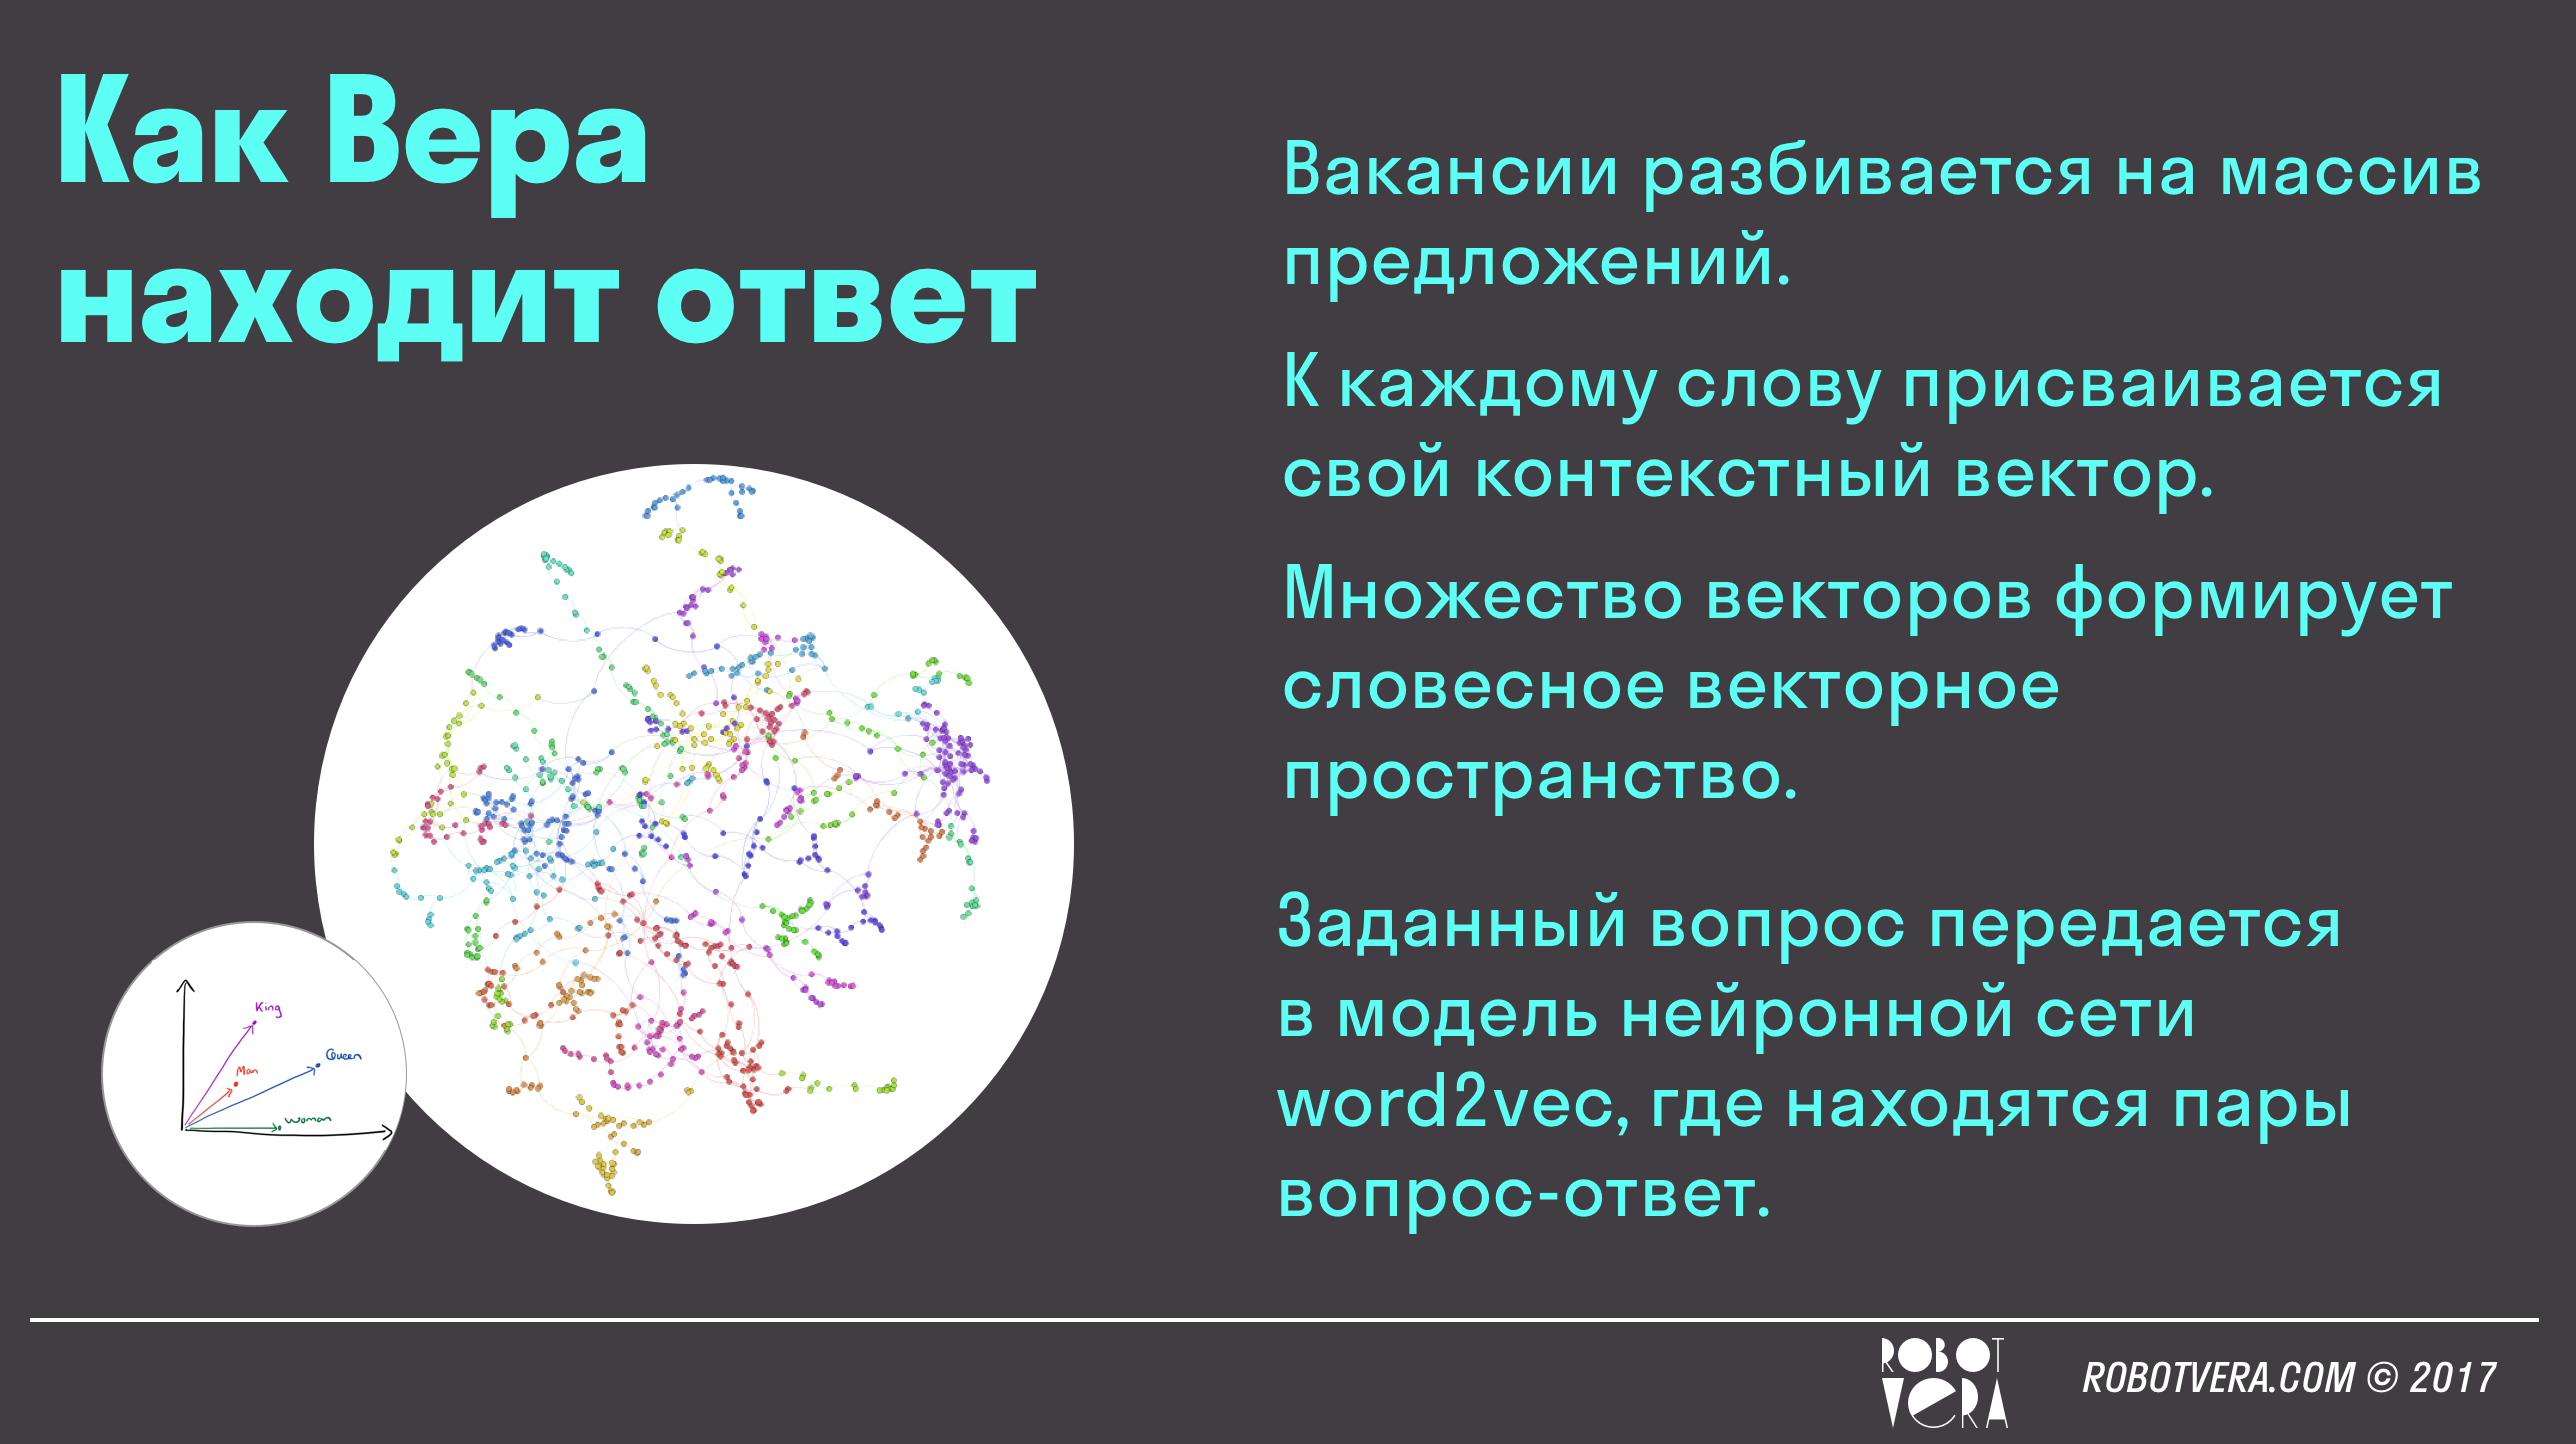 Как Вера
находит ответ
Вакансии разбивается на массив
предложений.
К каждому слову присваивается
свой контекстный вектор.
Множество векторов формирует
словесное векторное
пространство.
Заданный вопрос передается
в модель нейронной сети
word2vec, где находятся пары
вопрос-ответ.
King
Queen
Man
woman
ROBOT
VERA
ROBOTVERA.COM © 2017